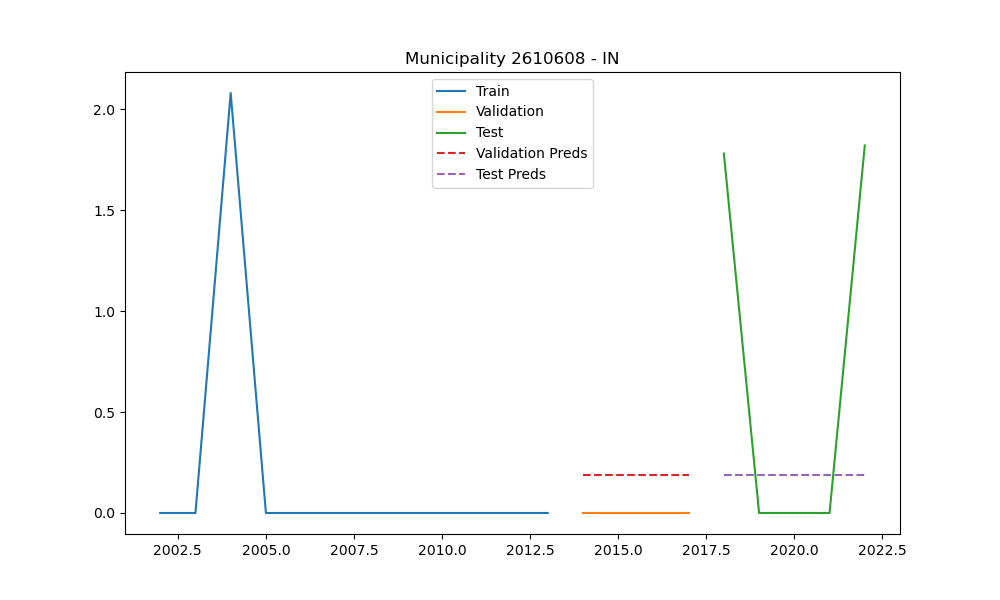 Municipality 2610608 - IN
Train
Validation
Test
Validation Preds
Test Preds
2.0
1.5
1.0
0.5
0.0
2002.5 2005.0 2007.5 2010.0 2012.5 2015.0 2017.5 2020.0 2022.5